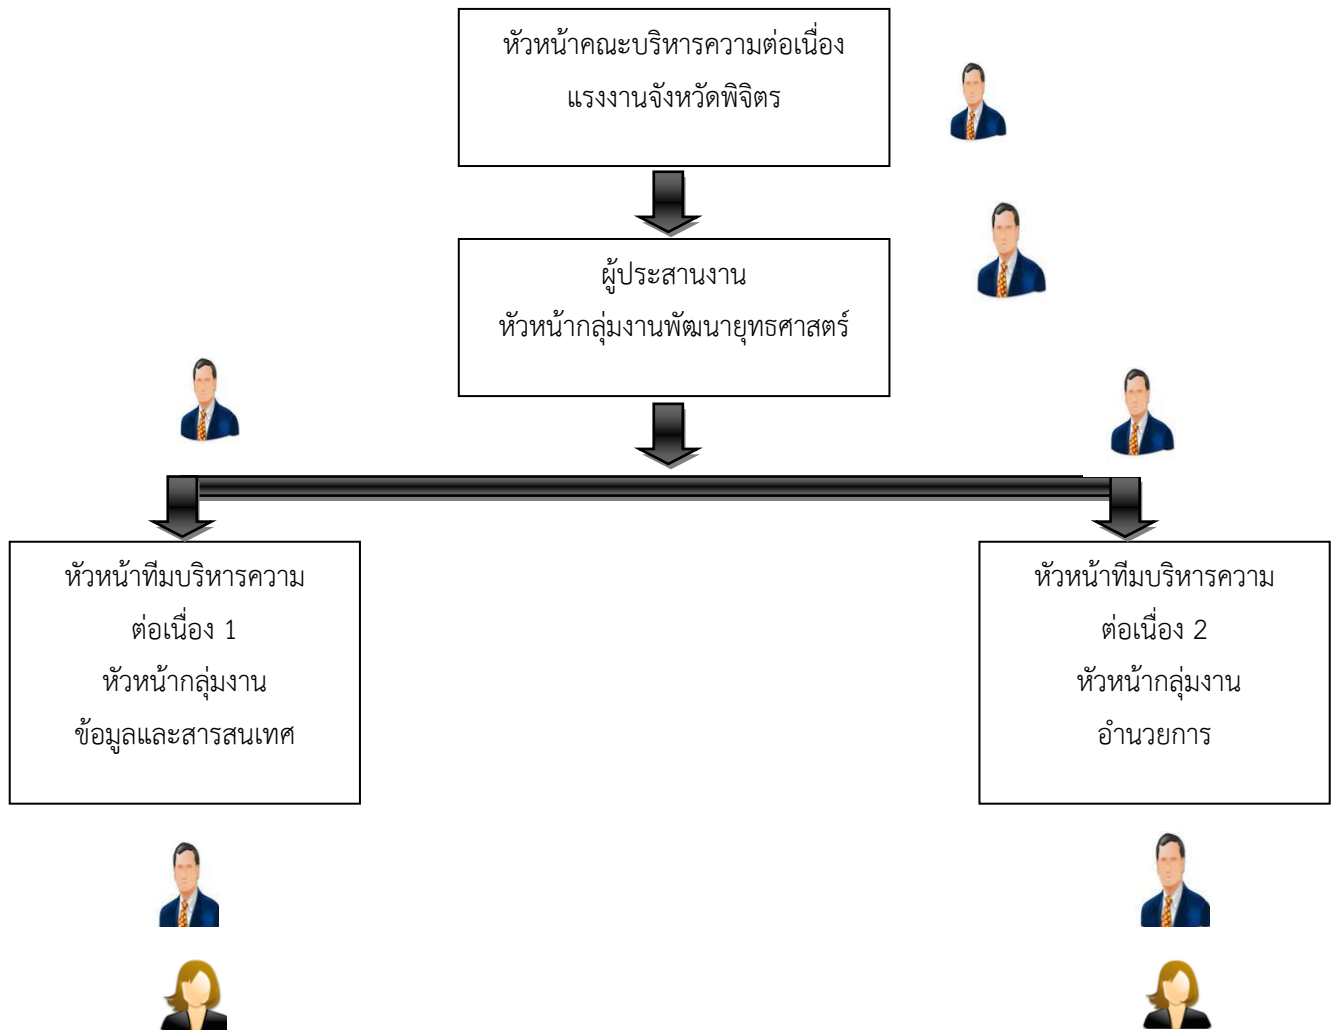 หัวหน้าคณะบริหารความต่อเนื่อง
แรงงานจังหวัดพิจิตร
ผู้ประสานงาน
หัวหน้ากลุ่มงานพัฒนายุทธศาสตร์
หัวหน้าทีมบริหารความ
ต่อเนื่อง 1
หัวหน้ากลุ่มงาน
ข้อมูลและสารสนเทศ
หัวหน้าทีมบริหารความ
ต่อเนื่อง 2
หัวหน้ากลุ่มงาน
อำนวยการ